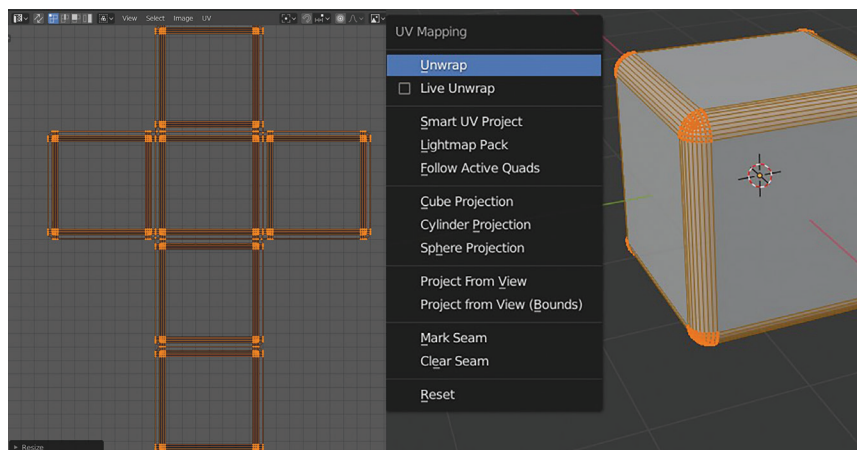 View Select Image UV
UV Mapping
Unwrap
Live Unwrap
Smart UV Project
Lightmap Pack
Follow Active Quads
Cube Projection
Cylinder Projection
Sphere Projection
Project From View
Project from View (Bounds)
Mark Seam
Clear Seam
Reset
Resize